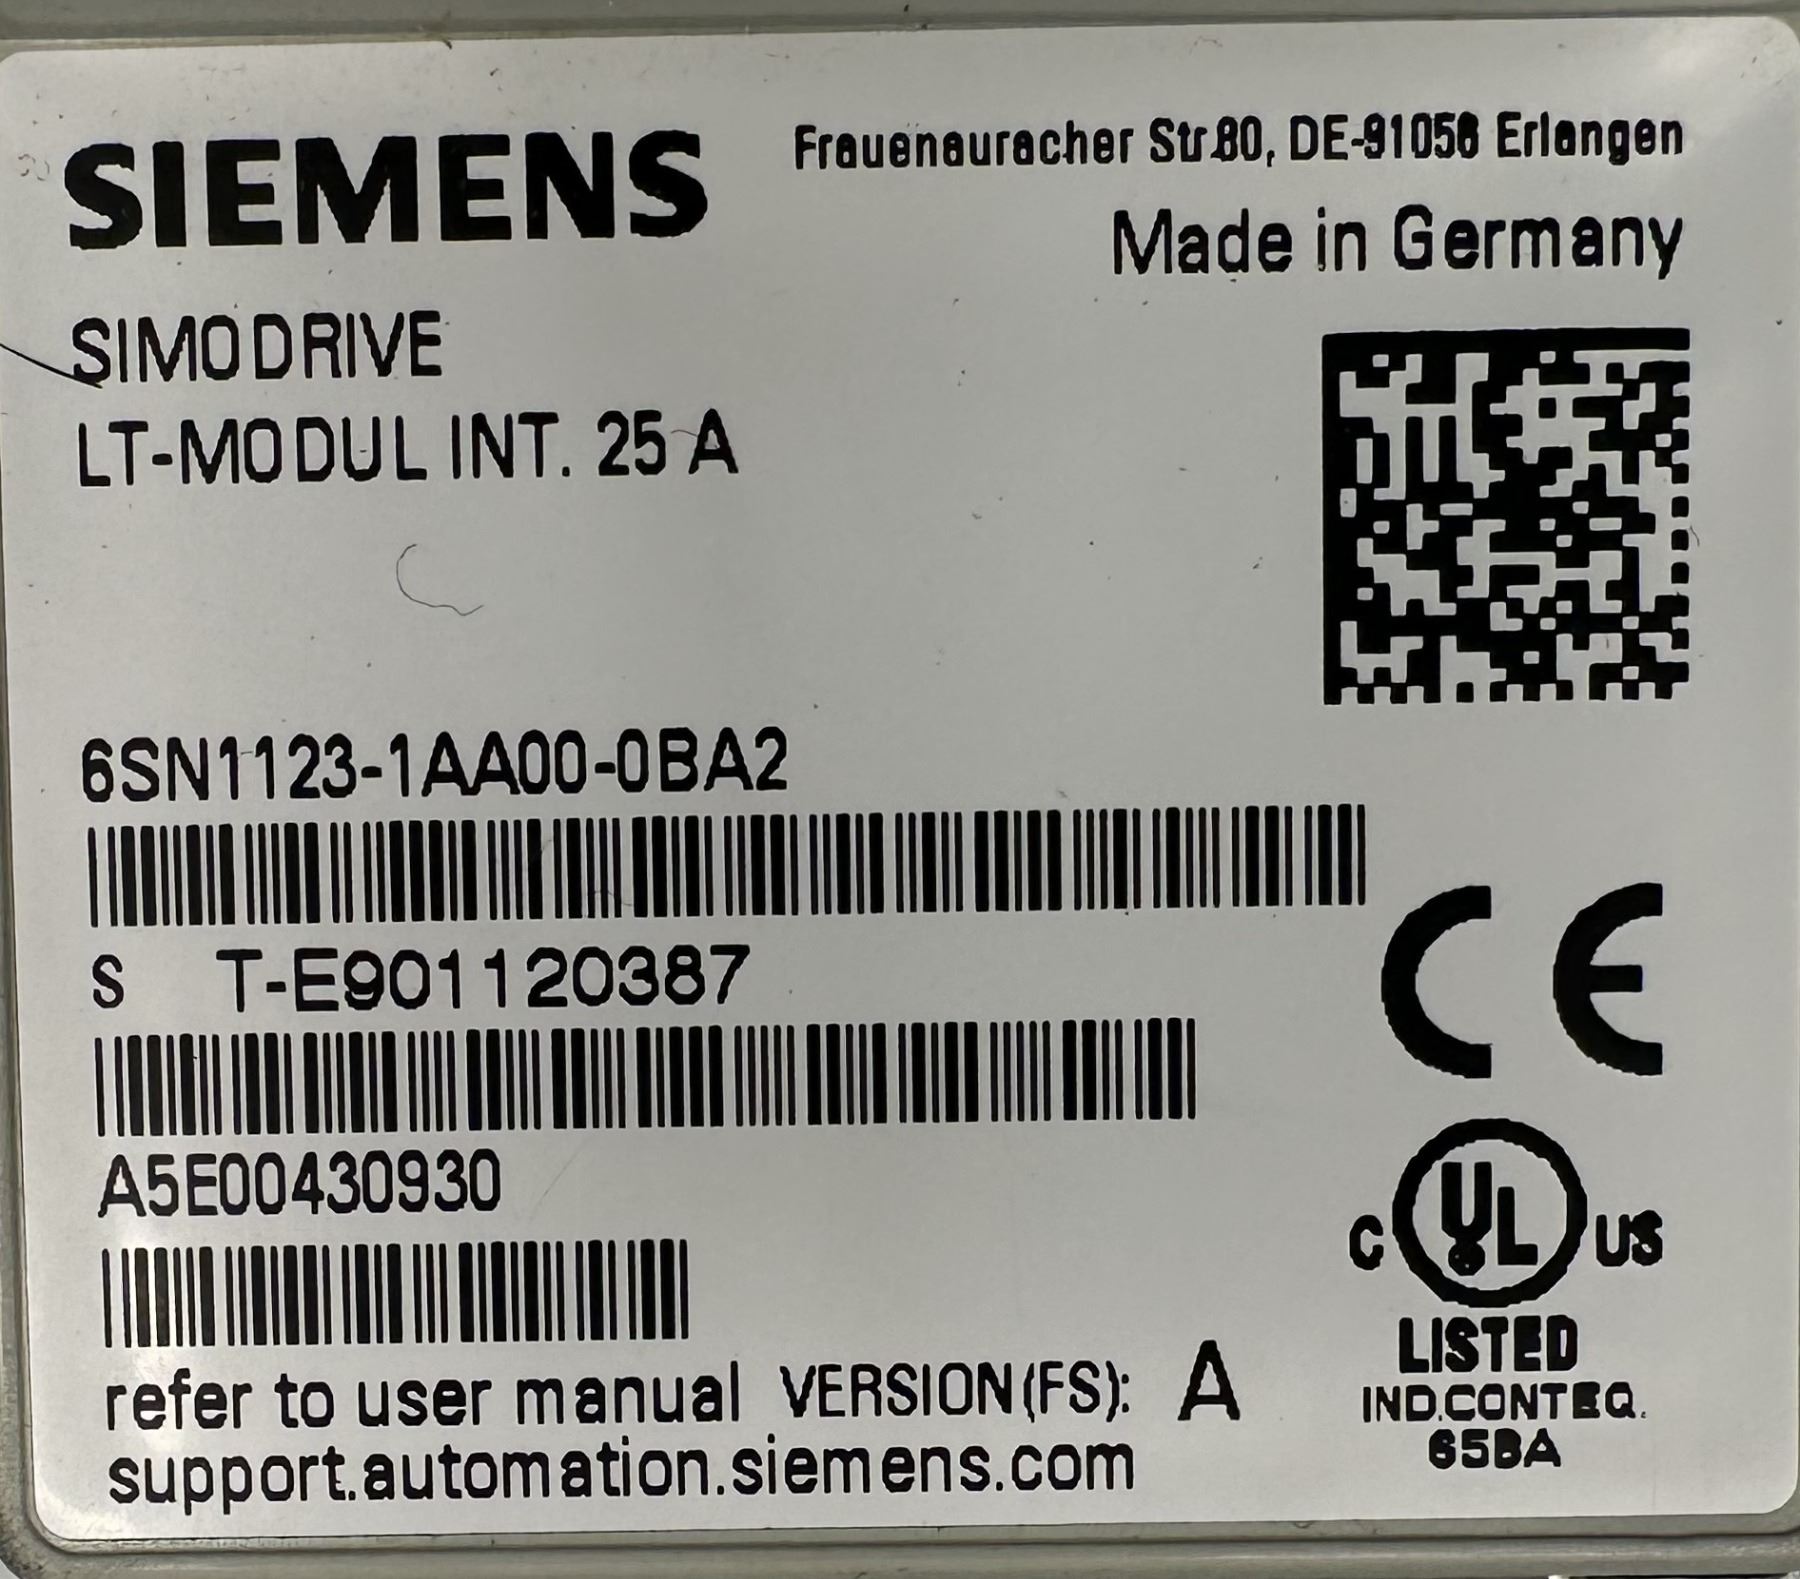 SIEMENS
Frauenauracher Str.80, DE-91056 Erlangen
Made in Germany
SIMODRIVE
LT-MODUL INT. 25 A
6SN1123-1AA00-0BA2
S T-E901120387
A5E00430930
refer to user manual VERSION(FS): A
support.automation.siemens.com
CE
C UL US
LISTED
IND.CONT.EQ.
65BA